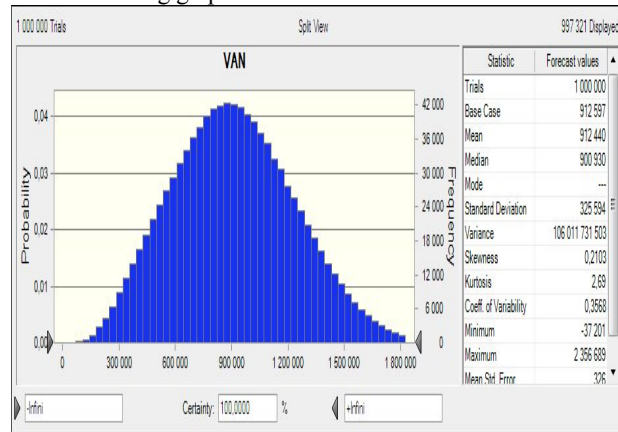 1 000 000 Trials Split View 997 321 Displayed
VAN
Probability
0,04
0,03
0,02
0,01
0,00
0 300 000 600 000 900 000 1 200 000 1 500 000 1 800 000
42 000
36 000
30 000
24 000
18 000
12 000
6 000
0
Frequency
Statistic Forecast values
Trials 1 000 000
Base Case 912 597
Mean 912 440
Median 900 930
Mode ---
Standard Deviation 325 594
Variance 106 011 731 503
Skewness 0,2103
Kurtosis 2,69
Coeff. of Variability 0,3568
Minimum -37 201
Maximum 2 356 689
Mean Std. Error 326
-Infini Certainty: 100,0000 % +Infini